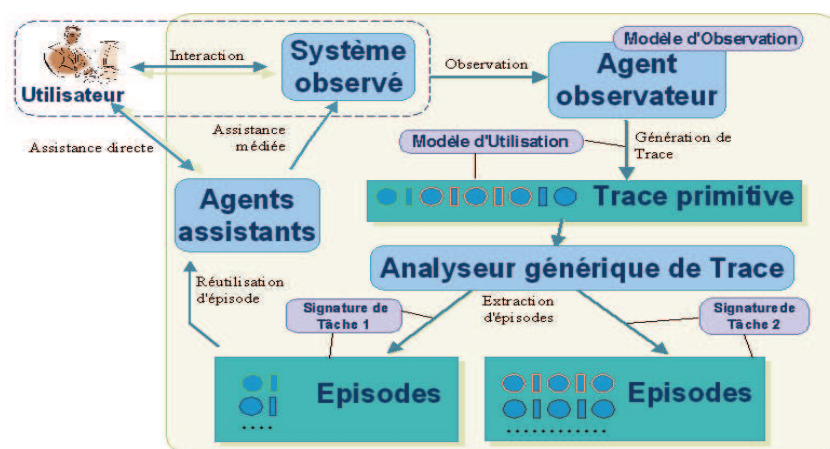 Utilisateur
Interaction
Système
observé
Observation
Modèle d'Observation
Agent
observateur
Assistance directe
Assistance
médiée
Modèle d'Utilisation
Génération de
Trace
Trace primitive
Agents
assistants
Analyseur générique de Trace
Réutilisation
d'épisode
Signature de
Tâche 1
Extraction
d'épisodes
Signature de
Tâche 2
Episodes
....
Episodes
............